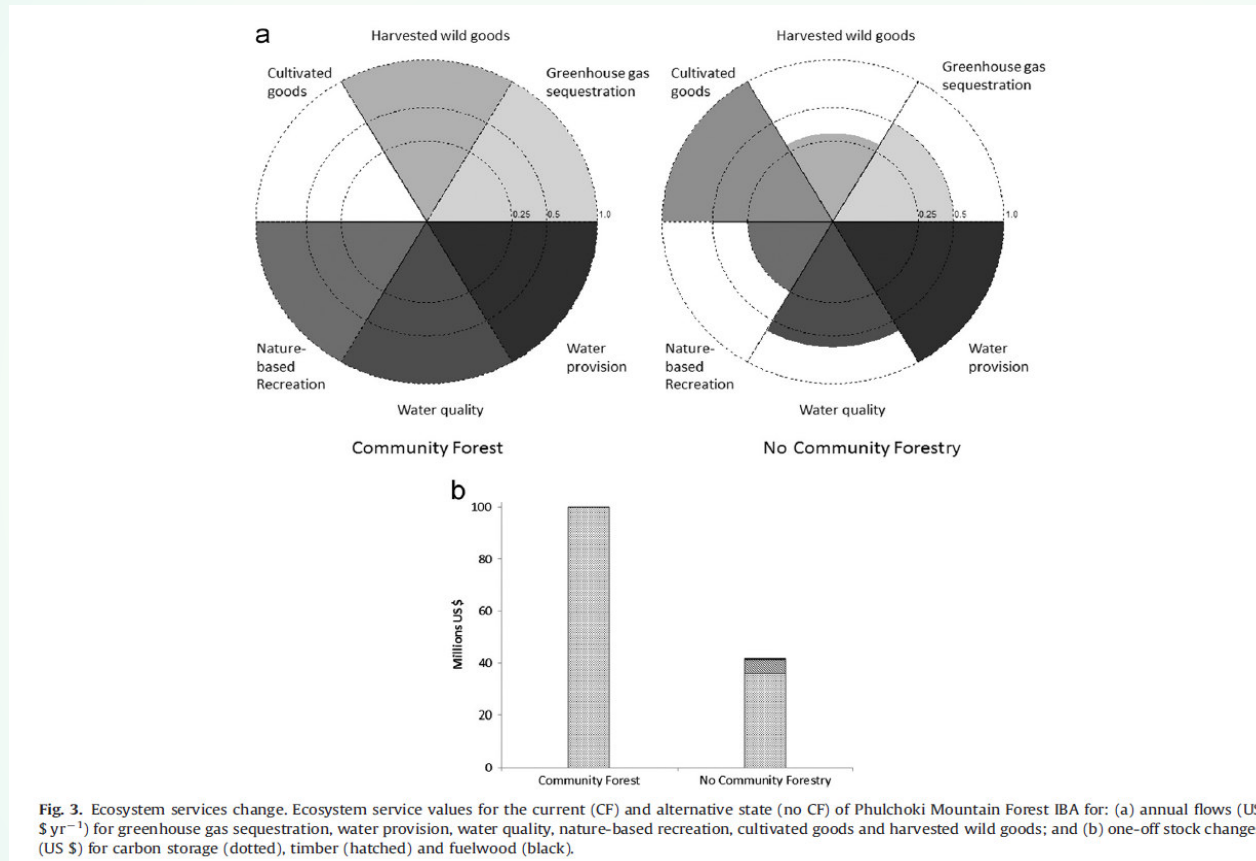 a
Harvested wild goods
Cultivated
goods
Greenhouse gas
sequestration
0.25 0.5 1.0
Nature-
based
Recreation
Water
provision
Water quality
Community Forest
Harvested wild goods
Cultivated
goods
Greenhouse gas
sequestration
0.25 0.5 1.0
Nature-
based
Recreation
Water
provision
Water quality
No Community Forestry
b
Millions US $
100
80
60
40
20
0
Community Forest
No Community Forestry
Fig. 3. Ecosystem services change. Ecosystem service values for the current (CF) and alternative state (no CF) of Phulchoki Mountain Forest IBA for: (a) annual flows (US
$ yr−1) for greenhouse gas sequestration, water provision, water quality, nature-based recreation, cultivated goods and harvested wild goods; and (b) one-off stock change
(US $) for carbon storage (dotted), timber (hatched) and fuelwood (black).